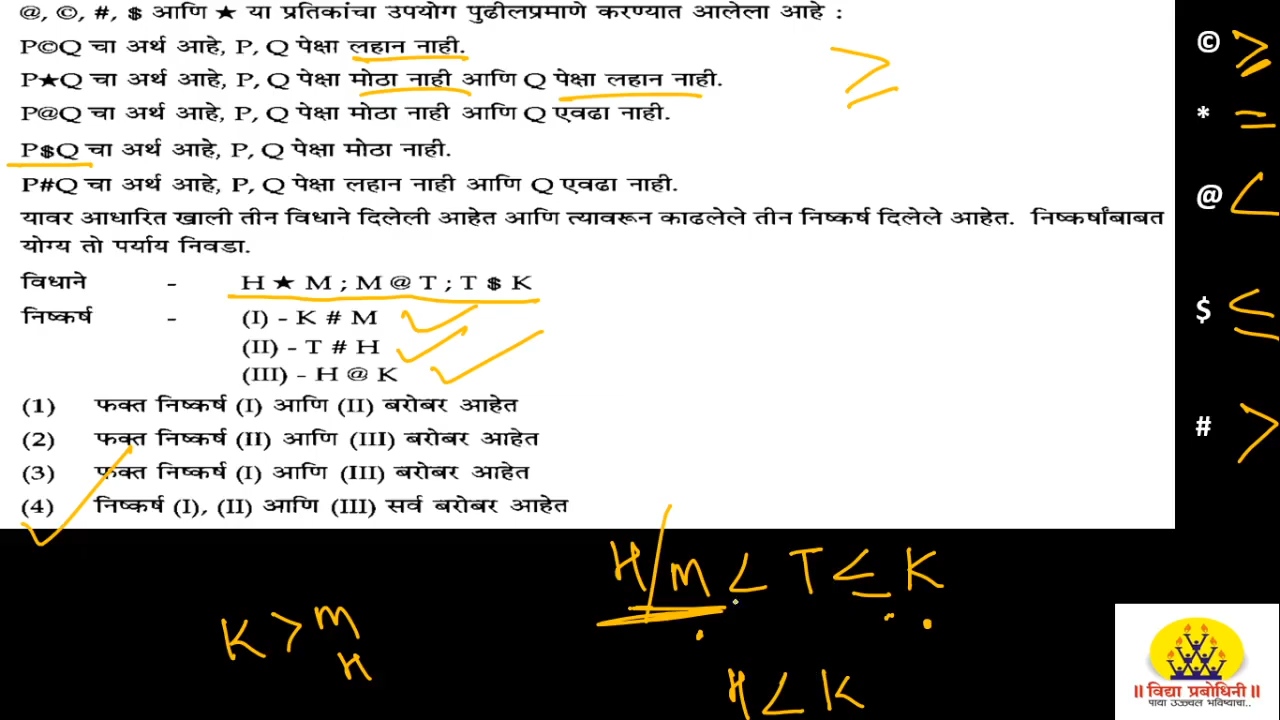 @, ©, #, $ आणि ★ या प्रतिकांचा उपयोग पुढीलप्रमाणे करण्यात आलेला आहे :
P©Q चा अर्थ आहे, P, Q पेक्षा लहान नाही.
P★Q चा अर्थ आहे, P, Q पेक्षा मोठा नाही आणि Q पेक्षा लहान नाही.
P@Q चा अर्थ आहे, P, Q पेक्षा मोठा नाही आणि Q एवढा नाही.
P$Q चा अर्थ आहे, P, Q पेक्षा मोठा नाही.
P#Q चा अर्थ आहे, P, Q पेक्षा लहान नाही आणि Q एवढा नाही.
यावर आधारित खाली तीन विधाने दिलेली आहेत आणि त्यावरून काढलेले तीन निष्कर्ष दिलेले आहेत. निष्कर्षांबाबत
योग्य तो पर्याय निवडा.
विधाने - H ★ M ; M @ T ; T $ K
निष्कर्ष - (I) - K # M
(II) - T # H
(III) - H @ K
(1) फक्त निष्कर्ष (I) आणि (II) बरोबर आहेत
(2) फक्त निष्कर्ष (II) आणि (III) बरोबर आहेत
(3) फक्त निष्कर्ष (I) आणि (III) बरोबर आहेत
(4) निष्कर्ष (I), (II) आणि (III) सर्व बरोबर आहेत
≥
© ≥
* =
@ <
$ ≤
# >
H/M < T ≤ K
K > M
H
H < K
॥ विद्या प्रबोधिनी ॥
पाया उज्ज्वल भविष्याचा..